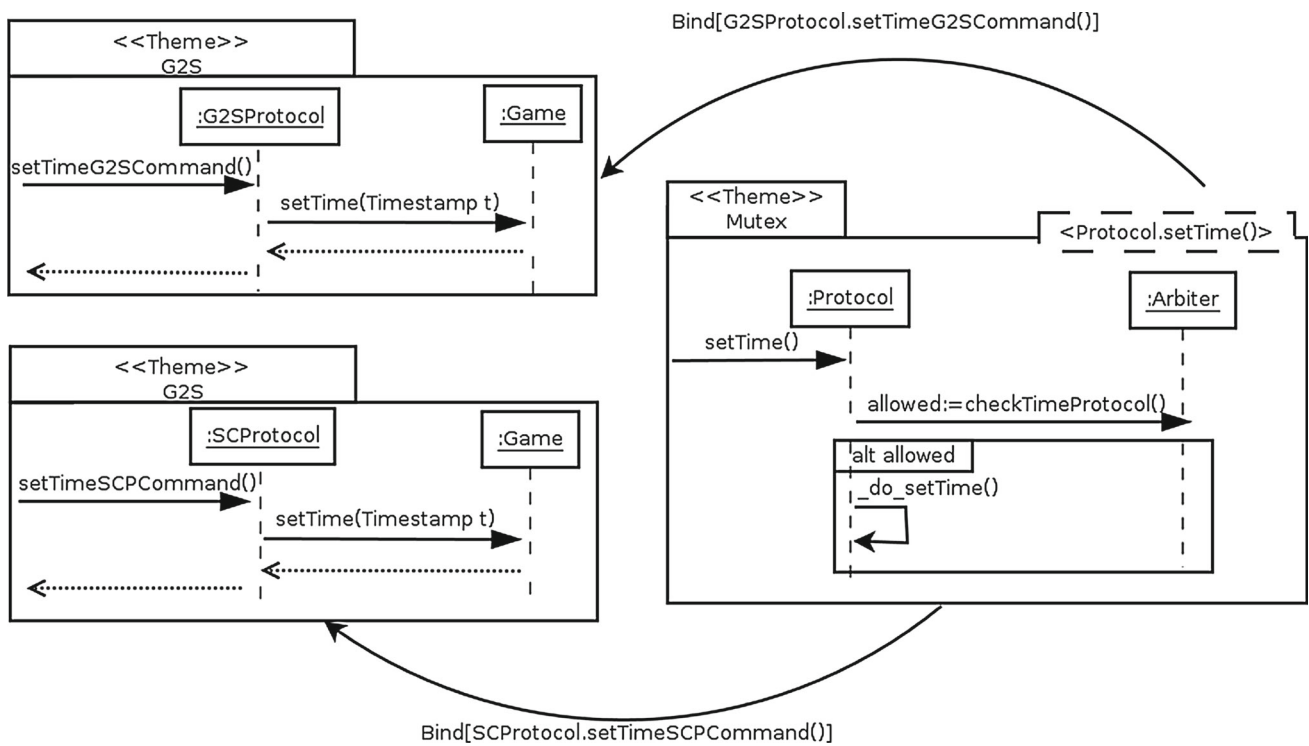 Bind[G2SProtocol.setTimeG2SCommand()]
<<Theme>>
G2S
:G2SProtocol
:Game
setTimeG2SCommand()
setTime(Timestamp t)
<<Theme>>
Mutex
<Protocol.setTime()>
:Protocol
:Arbiter
setTime()
allowed:=checkTimeProtocol()
alt allowed
_do_setTime()
<<Theme>>
G2S
:SCProtocol
:Game
setTimeSCPCommand()
setTime(Timestamp t)
Bind[SCProtocol.setTimeSCPCommand()]